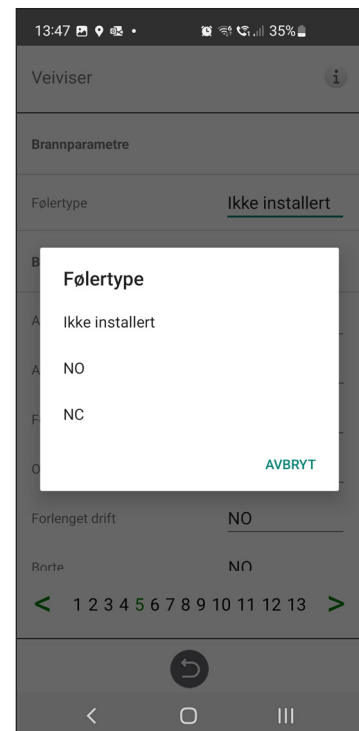 13:47 35%
Veiviser i
Brannparametre
Følertype Ikke installert
B
Følertype
Ikke installert
A
NO
A
NC
F
AVBRYT
O
Forlenget drift NO
Borte NO
< 1 2 3 4 5 6 7 8 9 10 11 12 13 >